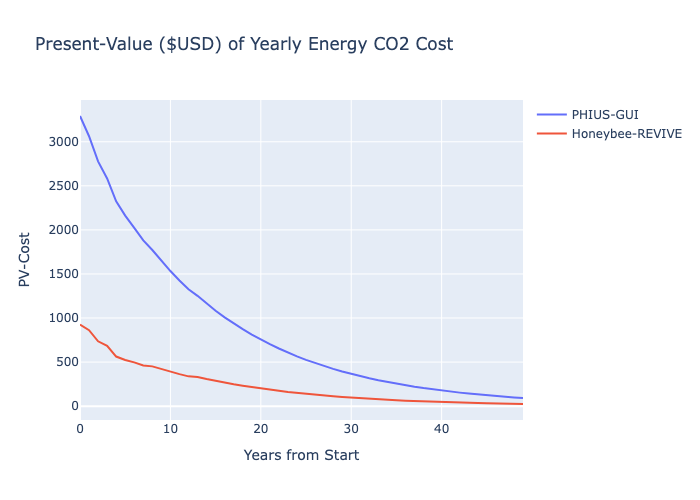 Present-Value ($USD) of Yearly Energy CO2 Cost
PHIUS-GUI
Honeybee-REVIVE
3000
2500
2000
1500
1000
500
0
PV-Cost
0 10 20 30 40
Years from Start